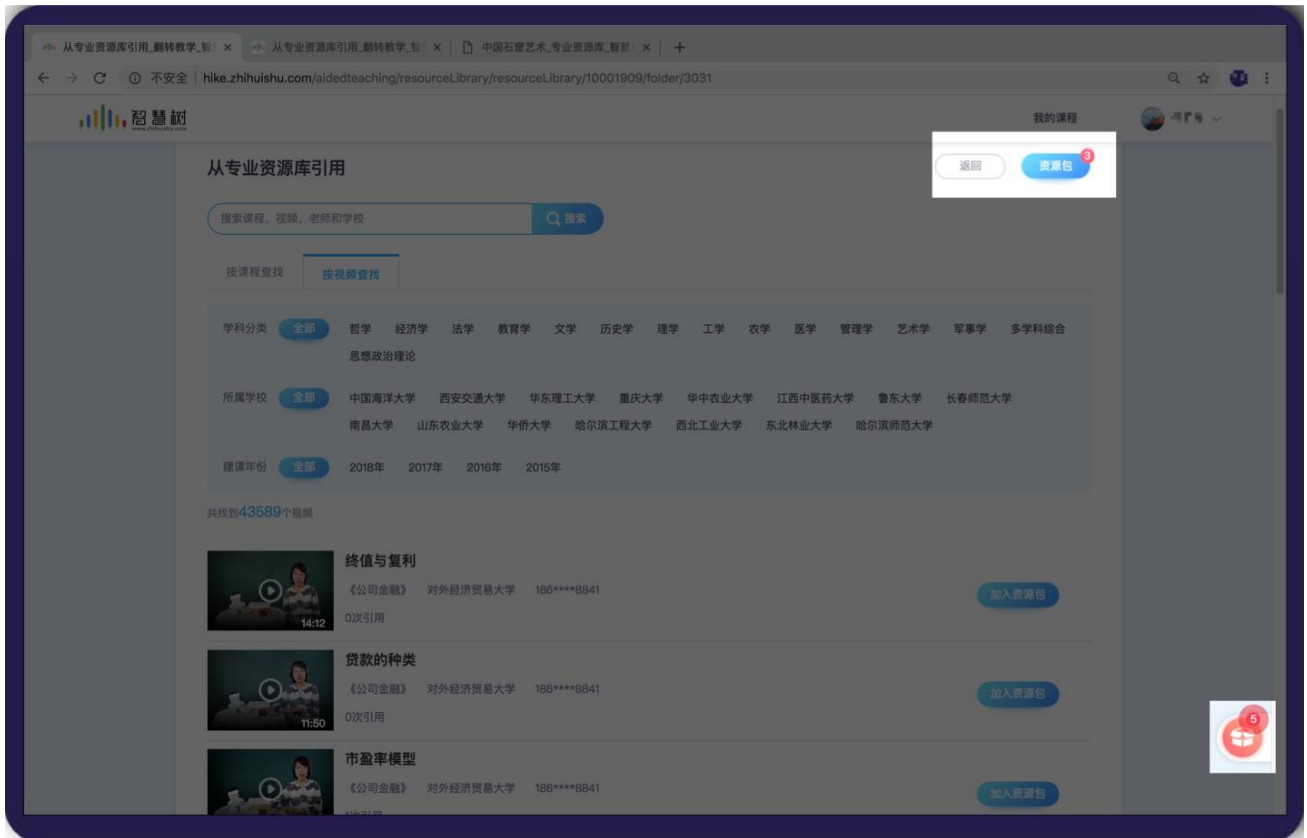 从专业资源库引用_翻转教学_智 从专业资源库引用_翻转教学_智 中国石窟艺术_专业资源库_智慧
不安全 hike.zhihuishu.com/aidedteaching/resourceLibrary/resourceLibrary/10001909/folder/3031
智慧树 我的课程
www.zhihuishu.com
从专业资源库引用 返回 资源包 3
搜索课程、视频、老师和学校 搜索
按课程查找 按视频查找
学科分类 全部 哲学 经济学 法学 教育学 文学 历史学 理学 工学 农学 医学 管理学 艺术学 军事学 多学科综合
思想政治理论
所属学校 全部 中国海洋大学 西安交通大学 华东理工大学 重庆大学 华中农业大学 江西中医药大学 鲁东大学 长春师范大学
南昌大学 山东农业大学 华侨大学 哈尔滨工程大学 西北工业大学 东北林业大学 哈尔滨师范大学
建课年份 全部 2018年 2017年 2016年 2015年
共找到43589个视频
终值与复利
《公司金融》 对外经济贸易大学 186****8841 加入资源包
0次引用
14:12
贷款的种类
《公司金融》 对外经济贸易大学 186****8841 加入资源包
0次引用
11:50
5
市盈率模型
《公司金融》 对外经济贸易大学 186****8841 加入资源包